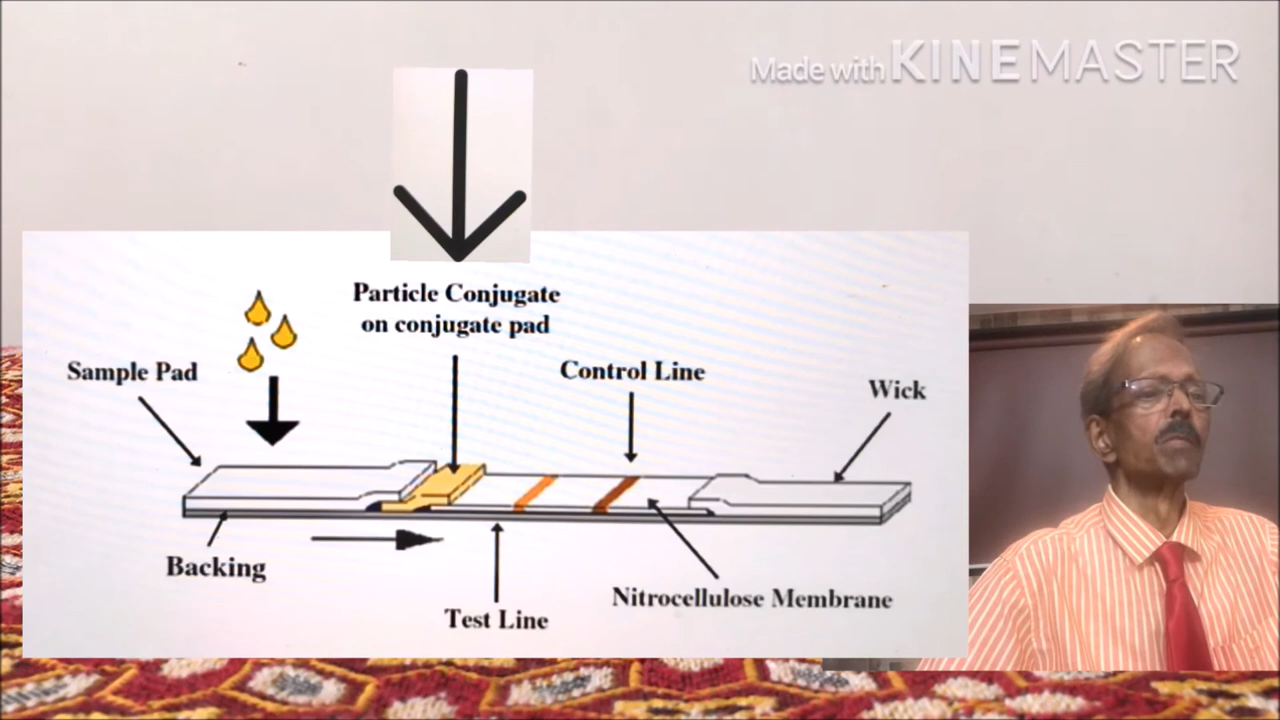 Made with KINEMASTER
Particle Conjugate
on conjugate pad
Sample Pad
Control Line
Wick
Backing
Nitrocellulose Membrane
Test Line